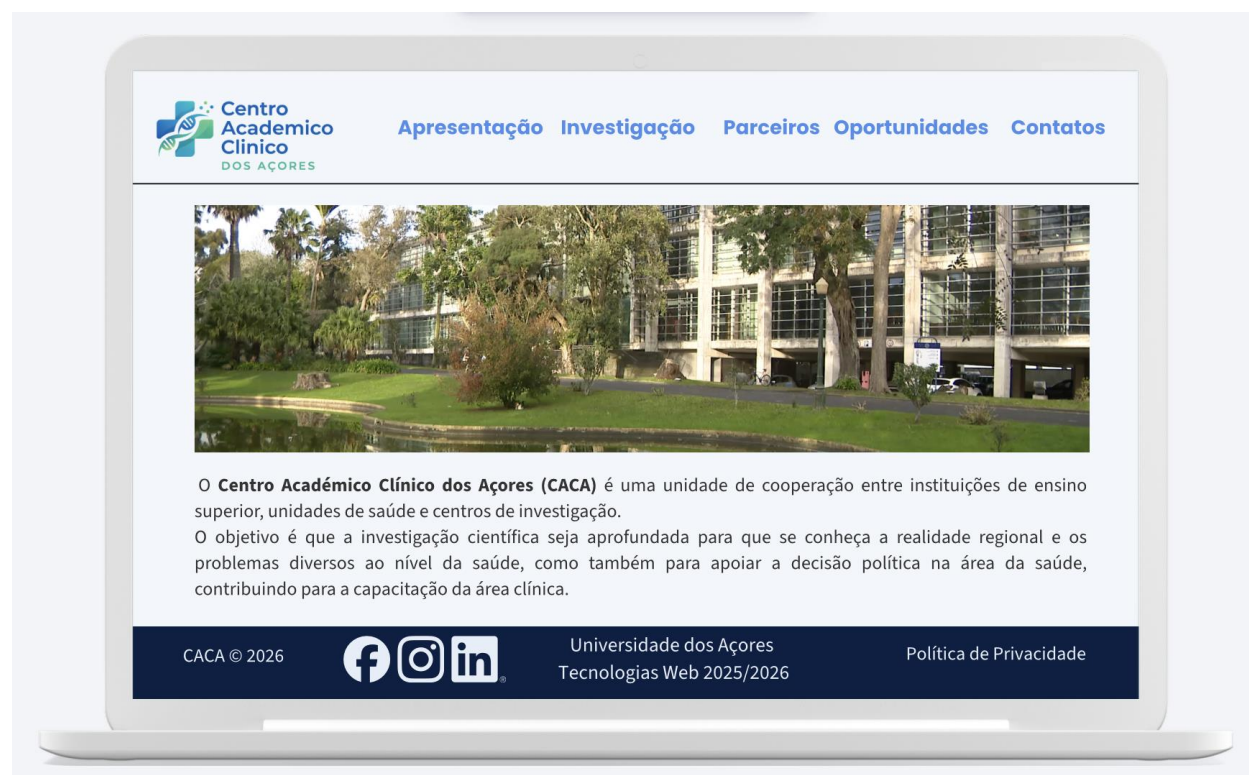 Centro
Academico
Clinico
DOS AÇORES
Apresentação Investigação Parceiros Oportunidades Contatos
O Centro Académico Clínico dos Açores (CACA) é uma unidade de cooperação entre instituições de ensino
superior, unidades de saúde e centros de investigação.
O objetivo é que a investigação científica seja aprofundada para que se conheça a realidade regional e os
problemas diversos ao nível da saúde, como também para apoiar a decisão política na área da saúde,
contribuindo para a capacitação da área clínica.
CACA © 2026
in
®
Universidade dos Açores
Tecnologias Web 2025/2026
Política de Privacidade